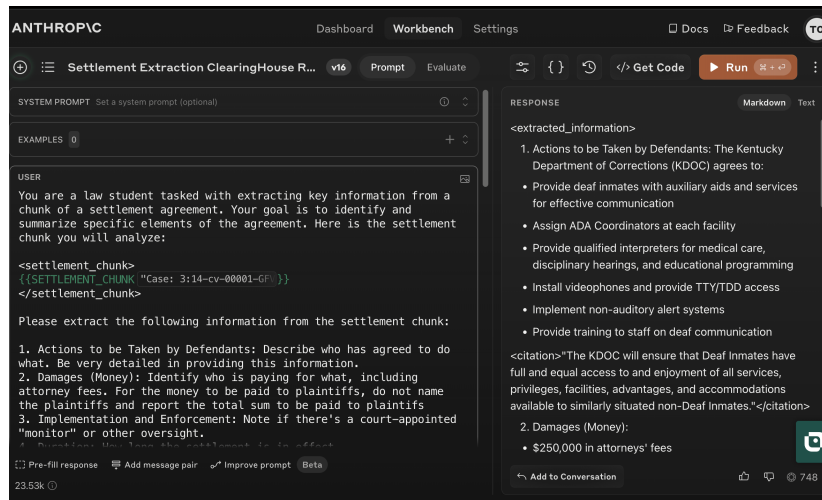 ANTHROP\C
Dashboard Workbench Settings Docs Feedback TC
Settlement Extraction ClearingHouse R... v16 Prompt Evaluate { } </> Get Code Run ⌘ + ⏎
SYSTEM PROMPT Set a system prompt (optional)
EXAMPLES 0
USER
You are a law student tasked with extracting key information from a
chunk of a settlement agreement. Your goal is to identify and
summarize specific elements of the agreement. Here is the settlement
chunk you will analyze:
<settlement_chunk>
{{SETTLEMENT_CHUNK "Case: 3:14-cv-00001-GFV}}
</settlement_chunk>
Please extract the following information from the settlement chunk:
1. Actions to be Taken by Defendants: Describe who has agreed to do
what. Be very detailed in providing this information.
2. Damages (Money): Identify who is paying for what, including
attorney fees. For the money to be paid to plaintiffs, do not name
the plaintiffs and report the total sum to be paid to plaintifs
3. Implementation and Enforcement: Note if there's a court-appointed
"monitor" or other oversight.
4. Duration: How long the settlement is in effect
Pre-fill response Add message pair Improve prompt Beta
23.53k
RESPONSE Markdown Text
<extracted_information>
1. Actions to be Taken by Defendants: The Kentucky
Department of Corrections (KDOC) agrees to:
• Provide deaf inmates with auxiliary aids and services
for effective communication
• Assign ADA Coordinators at each facility
• Provide qualified interpreters for medical care,
disciplinary hearings, and educational programming
• Install videophones and provide TTY/TDD access
• Implement non-auditory alert systems
• Provide training to staff on deaf communication
<citation>"The KDOC will ensure that Deaf Inmates have
full and equal access to and enjoyment of all services,
privileges, facilities, advantages, and accommodations
available to similarly situated non-Deaf Inmates."</citation>
2. Damages (Money):
• $250,000 in attorneys' fees
Add to Conversation 748